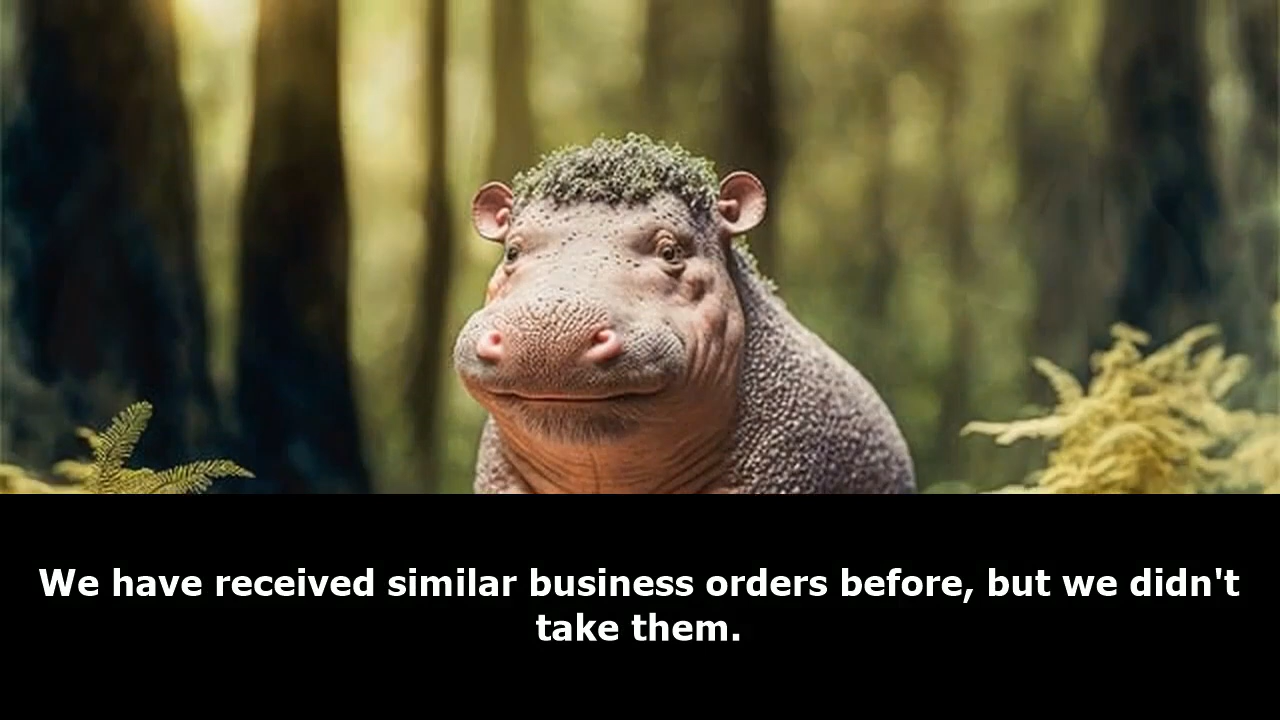 We have received similar business orders before, but we didn't
take them.